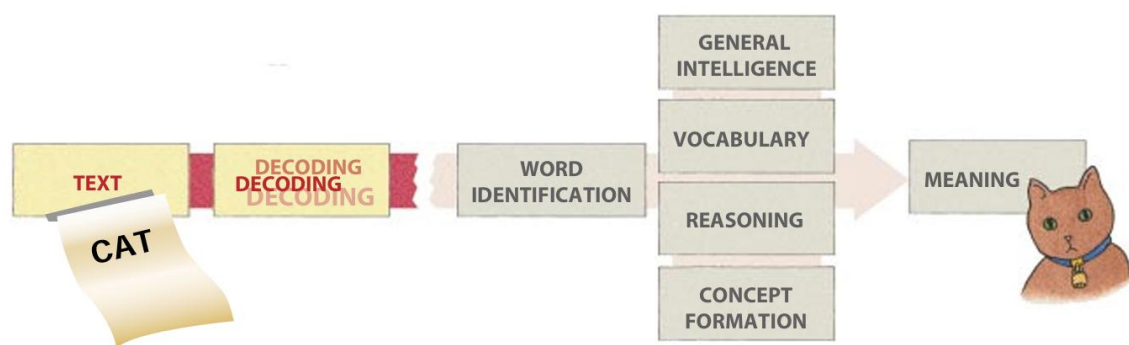 TEXT
CAT
DECODING
DECODING
DECODING
WORD
IDENTIFICATION
GENERAL
INTELLIGENCE
VOCABULARY
REASONING
CONCEPT
FORMATION
MEANING